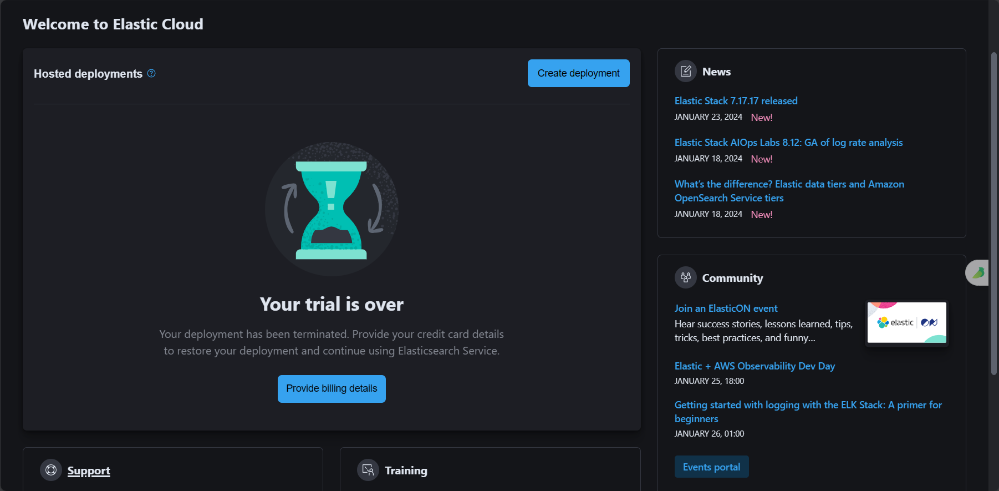 Welcome to Elastic Cloud
Hosted deployments
Create deployment
!
Your trial is over
Your deployment has been terminated. Provide your credit card details
to restore your deployment and continue using Elasticsearch Service.
Provide billing details
Support
Training
News
Elastic Stack 7.17.17 released
JANUARY 23, 2024 New!
Elastic Stack AIOps Labs 8.12: GA of log rate analysis
JANUARY 18, 2024 New!
What's the difference? Elastic data tiers and Amazon
OpenSearch Service tiers
JANUARY 18, 2024 New!
Community
Join an ElasticON event
Hear success stories, lessons learned, tips,
tricks, best practices, and funny...
elastic ON
Elastic + AWS Observability Dev Day
JANUARY 25, 18:00
Getting started with logging with the ELK Stack: A primer for
beginners
JANUARY 26, 01:00
Events portal